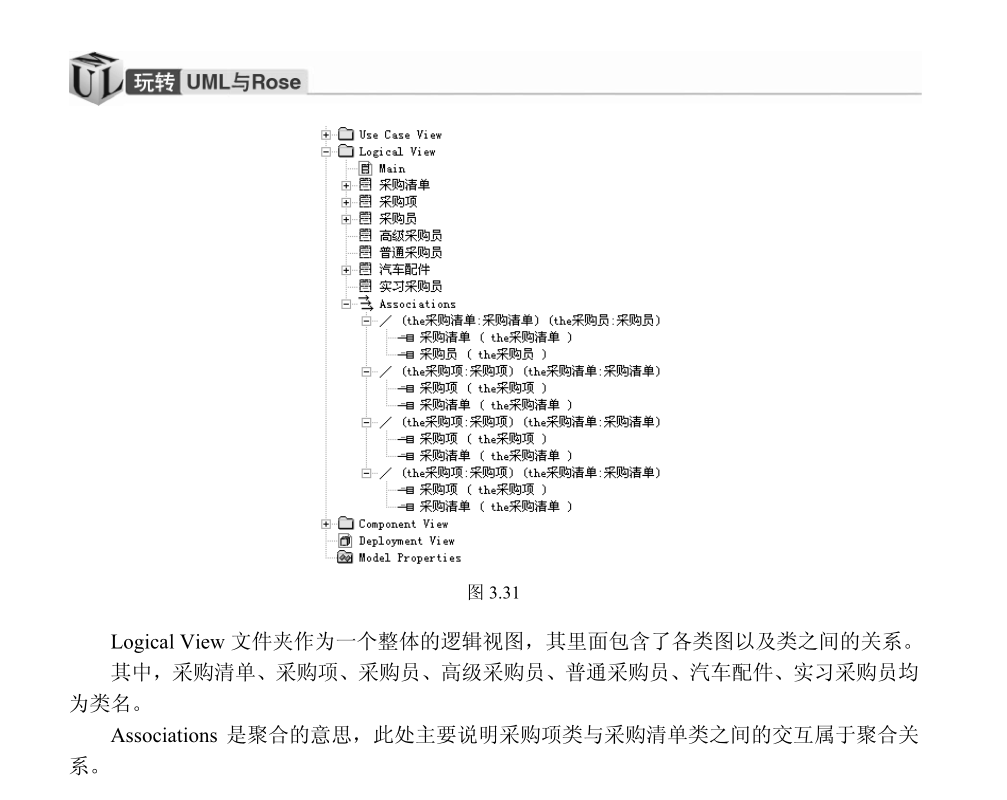 UML 玩转 UML与Rose
Use Case View
Logical View
Main
采购清单
采购项
采购员
高级采购员
普通采购员
汽车配件
实习采购员
Associations
(the采购清单:采购清单) (the采购员:采购员)
采购清单 ( the采购清单 )
采购员 ( the采购员 )
(the采购项:采购项) (the采购清单:采购清单)
采购项 ( the采购项 )
采购清单 ( the采购清单 )
(the采购项:采购项) (the采购清单:采购清单)
采购项 ( the采购项 )
采购清单 ( the采购清单 )
(the采购项:采购项) (the采购清单:采购清单)
采购项 ( the采购项 )
采购清单 ( the采购清单 )
Component View
Deployment View
Model Properties
图 3.31
Logical View 文件夹作为一个整体的逻辑视图，其里面包含了各类图以及类之间的关系。
其中，采购清单、采购项、采购员、高级采购员、普通采购员、汽车配件、实习采购员均
为类名。
Associations 是聚合的意思，此处主要说明采购项类与采购清单类之间的交互属于聚合关
系。